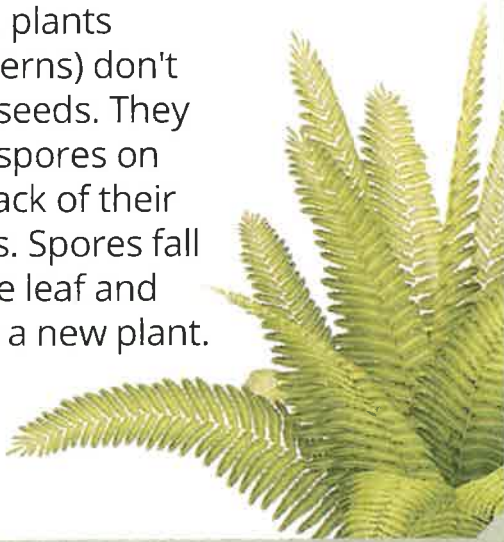 plants
erns) don't
seeds. They
spores on
ack of their
s. Spores fall
e leaf and
a new plant.